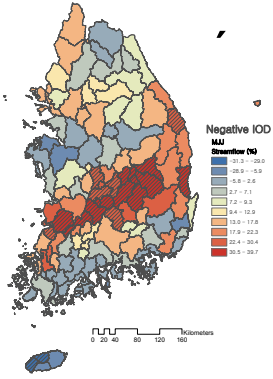 Negative IOD
MJJ
Streamflow (%)
-31.3 - -29.0
-28.9 - -5.9
-5.8 - 2.6
2.7 - 7.1
7.2 - 9.3
9.4 - 12.9
13.0 - 17.8
17.9 - 22.3
22.4 - 30.4
30.5 - 39.7
Kilometers
0 20 40 80 120 160